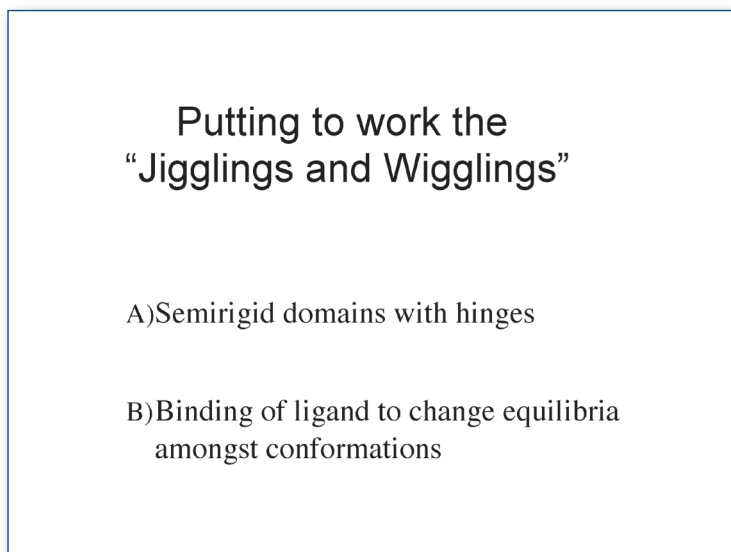 Putting to work the
“Jigglings and Wigglings”
A)Semirigid domains with hinges
B)Binding of ligand to change equilibria
amongst conformations